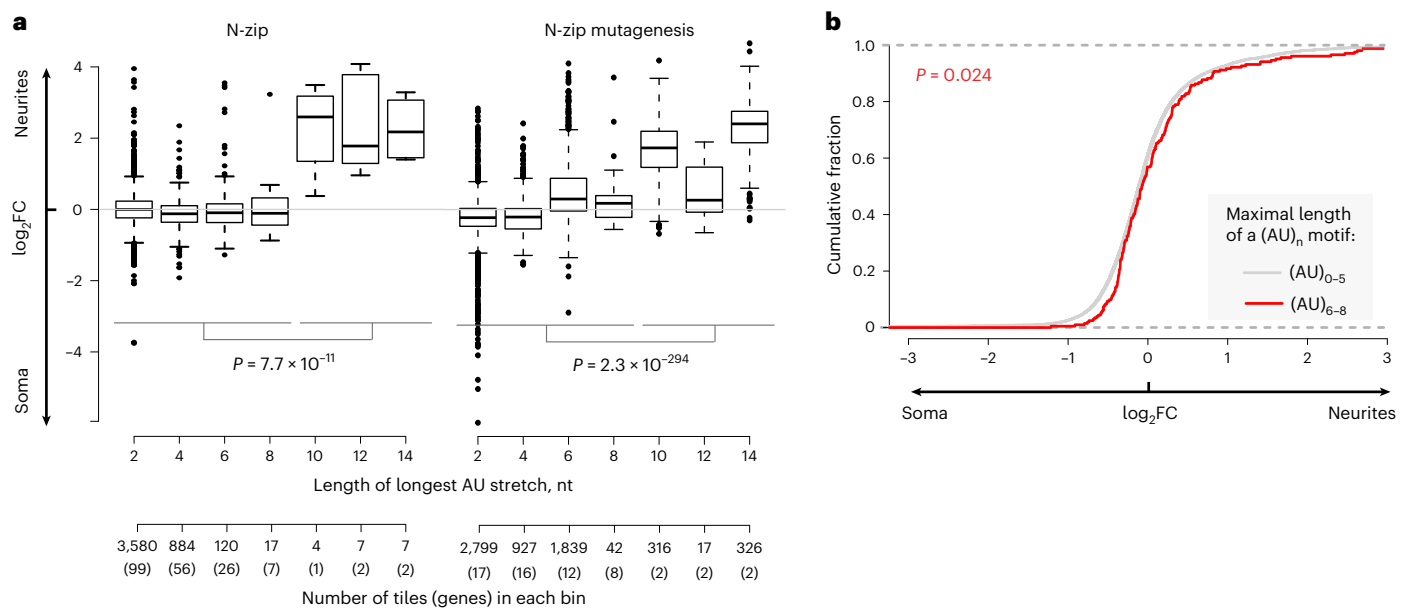 a
N-zip
N-zip mutagenesis
Neurites
log2FC
Soma
4
2
0
−2
−4
P = 7.7 × 10−11
P = 2.3 × 10−294
2 4 6 8 10 12 14
2 4 6 8 10 12 14
Length of longest AU stretch, nt
3,580 884 120 17 4 7 7
(99) (56) (26) (7) (1) (2) (2)
2,799 927 1,839 42 316 17 326
(17) (16) (12) (8) (2) (2) (2)
Number of tiles (genes) in each bin
b
Cumulative fraction
1.0
0.8
0.6
0.4
0.2
0
P = 0.024
Maximal length
of a (AU)n motif:
(AU)0–5
(AU)6–8
−3 −2 −1 0 1 2 3
Soma log2FC Neurites